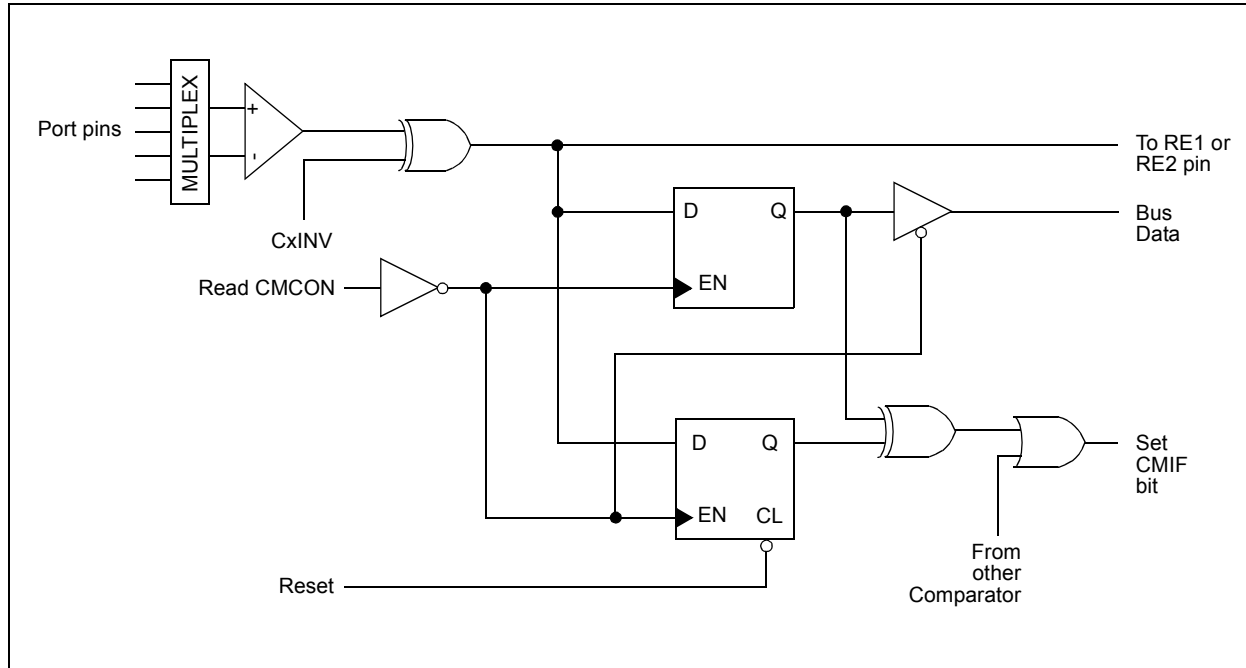 MULTIPLEX
+
-
Port pins
CxINV
To RE1 or
RE2 pin
D
Q
EN
Bus
Data
Read CMCON
D
Q
EN
CL
Set
CMIF
bit
From
other
Comparator
Reset